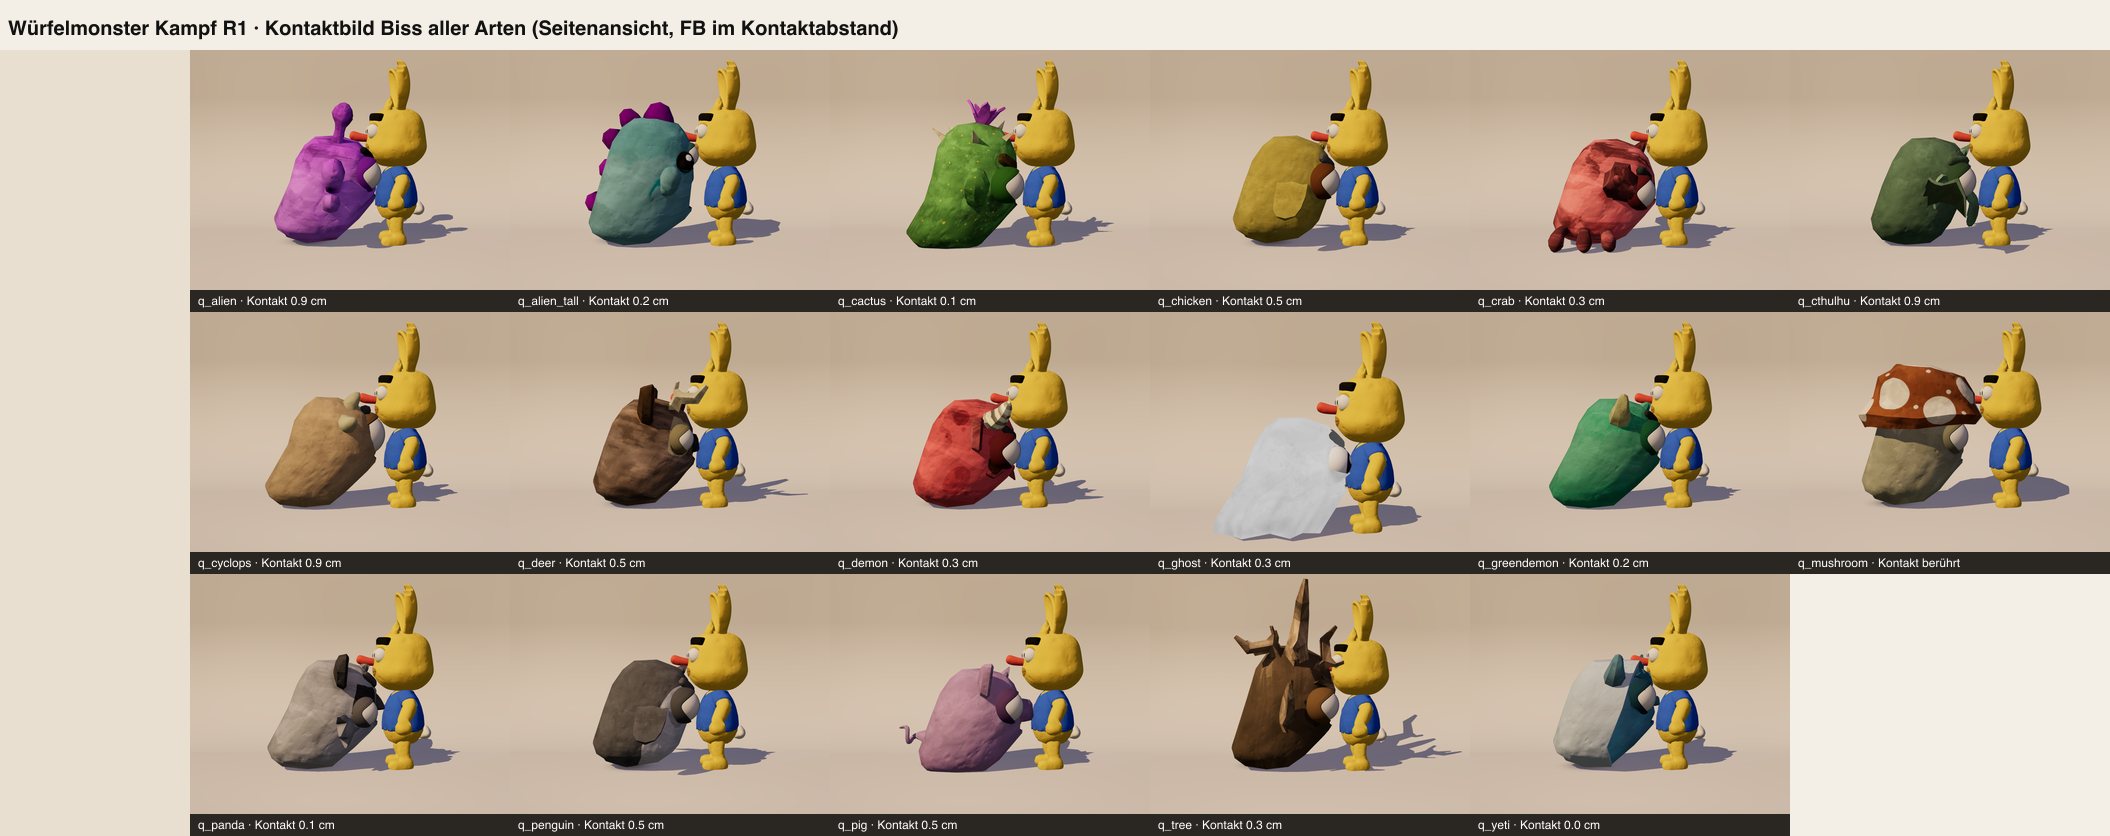 Würfelmonster Kampf R1 · Kontaktbild Biss aller Arten (Seitenansicht, FB im Kontaktabstand)
q_alien · Kontakt 0.9 cm
q_alien_tall · Kontakt 0.2 cm
q_cactus · Kontakt 0.1 cm
q_chicken · Kontakt 0.5 cm
q_crab · Kontakt 0.3 cm
q_cthulhu · Kontakt 0.9 cm
q_cyclops · Kontakt 0.9 cm
q_deer · Kontakt 0.5 cm
q_demon · Kontakt 0.3 cm
q_ghost · Kontakt 0.3 cm
q_greendemon · Kontakt 0.2 cm
q_mushroom · Kontakt berührt
q_panda · Kontakt 0.1 cm
q_penguin · Kontakt 0.5 cm
q_pig · Kontakt 0.5 cm
q_tree · Kontakt 0.3 cm
q_yeti · Kontakt 0.0 cm